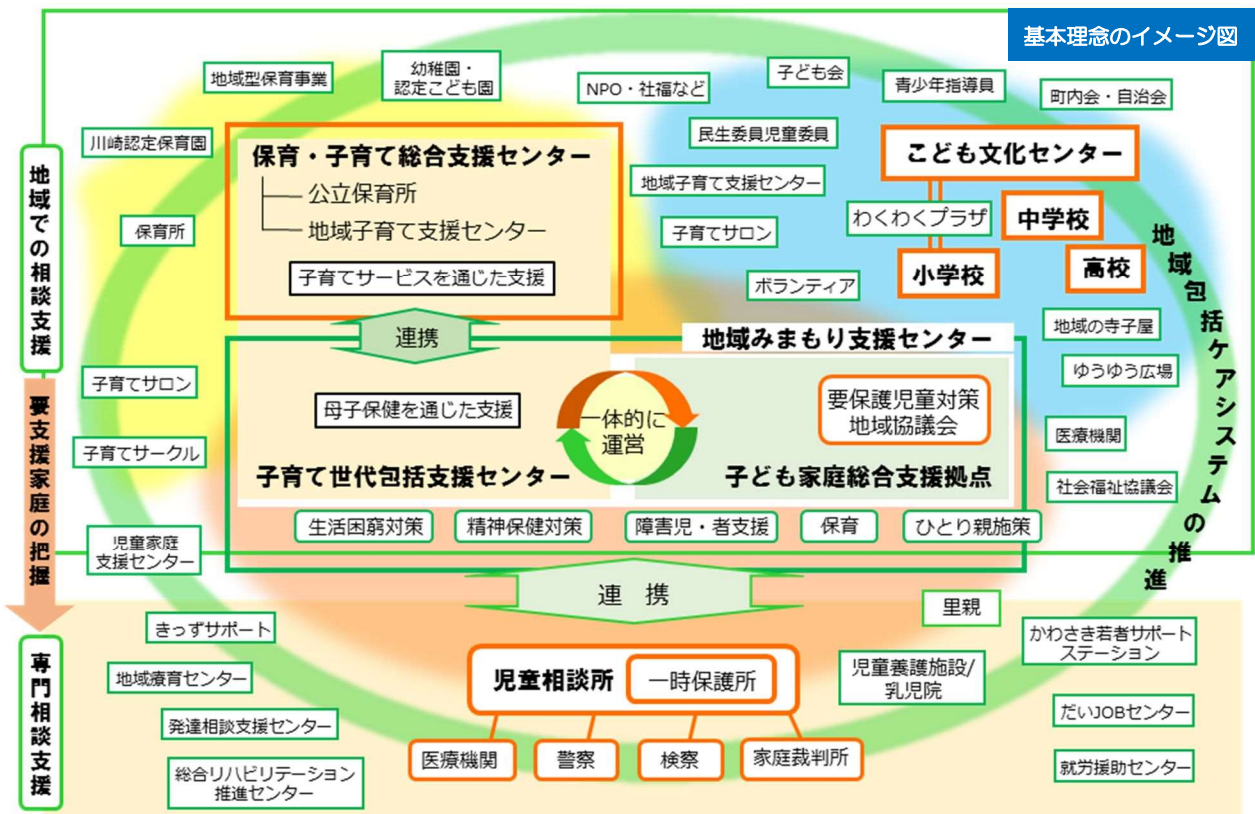 基本理念のイメージ図
地域での相談支援
要支援家庭の把握
専門相談支援
地域包括ケアシステムの推進
地域型保育事業
幼稚園・
認定こども園
NPO・社福など
子ども会
青少年指導員
町内会・自治会
川崎認定保育園
民生委員児童委員
こども文化センター
保育・子育て総合支援センター
公立保育所
地域子育て支援センター
子育てサービスを通じた支援
地域子育て支援センター
わくわくプラザ
中学校
保育所
子育てサロン
小学校
高校
ボランティア
連携
地域みまもり支援センター
地域の寺子屋
ゆうゆう広場
子育てサロン
母子保健を通じた支援
一体的に
運営
要保護児童対策
地域協議会
医療機関
子育てサークル
子育て世代包括支援センター
子ども家庭総合支援拠点
社会福祉協議会
生活困窮対策
精神保健対策
障害児・者支援
保育
ひとり親施策
児童家庭
支援センター
連 携
里親
きっずサポート
かわさき若者サポート
ステーション
地域療育センター
児童相談所
一時保護所
児童養護施設/
乳児院
発達相談支援センター
だいJOBセンター
医療機関
警察
検察
家庭裁判所
総合リハビリテーション
推進センター
就労援助センター